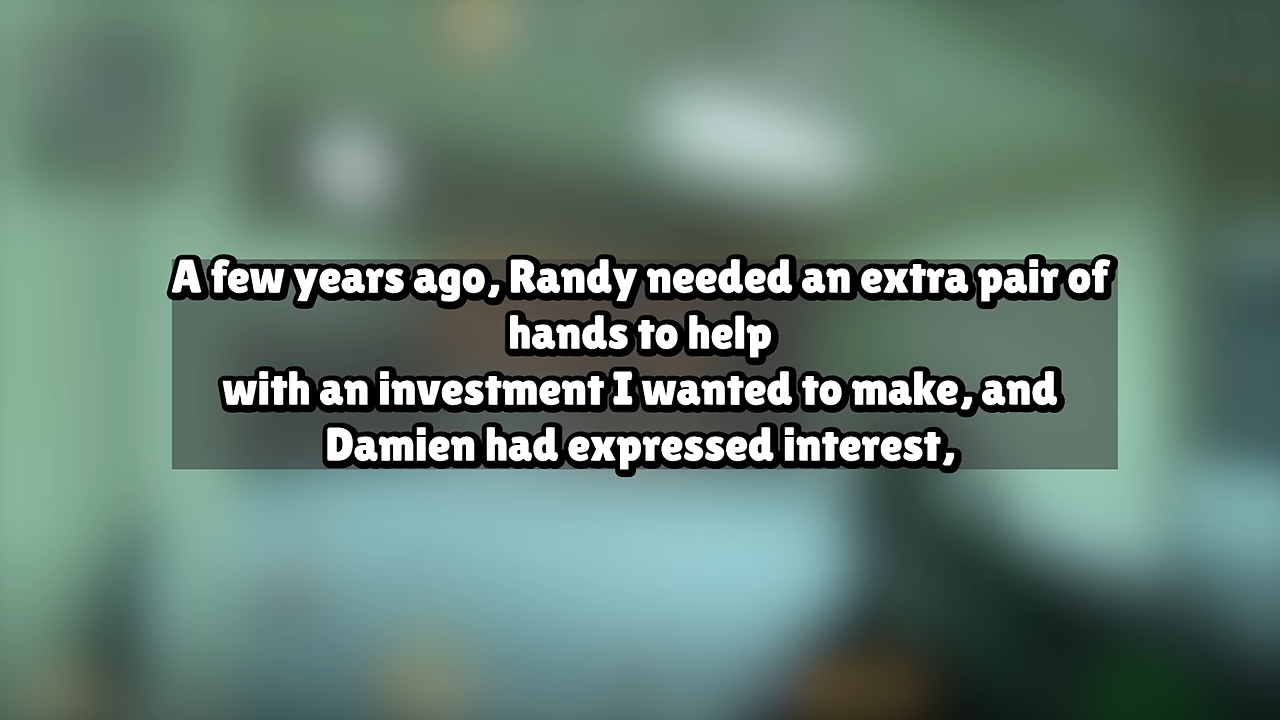 A few years ago, Randy needed an extra pair of
hands to help
with an investment I wanted to make, and
Damien had expressed interest,